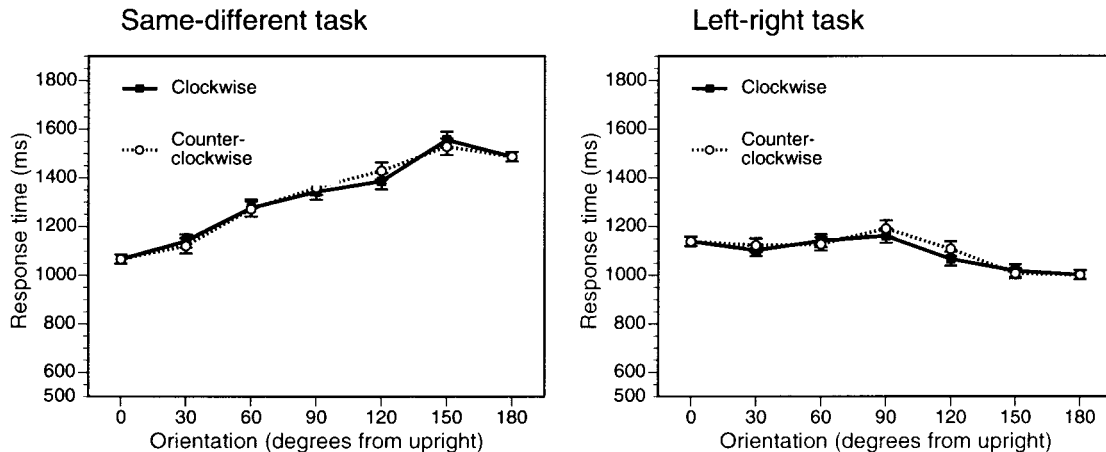 Same-different task
1800
1600
1400
1200
1000
800
600
500
Response time (ms)
Clockwise
Counter-
clockwise
0 30 60 90 120 150 180
Orientation (degrees from upright)
Left-right task
1800
1600
1400
1200
1000
800
600
500
Response time (ms)
Clockwise
Counter-
clockwise
0 30 60 90 120 150 180
Orientation (degrees from upright)